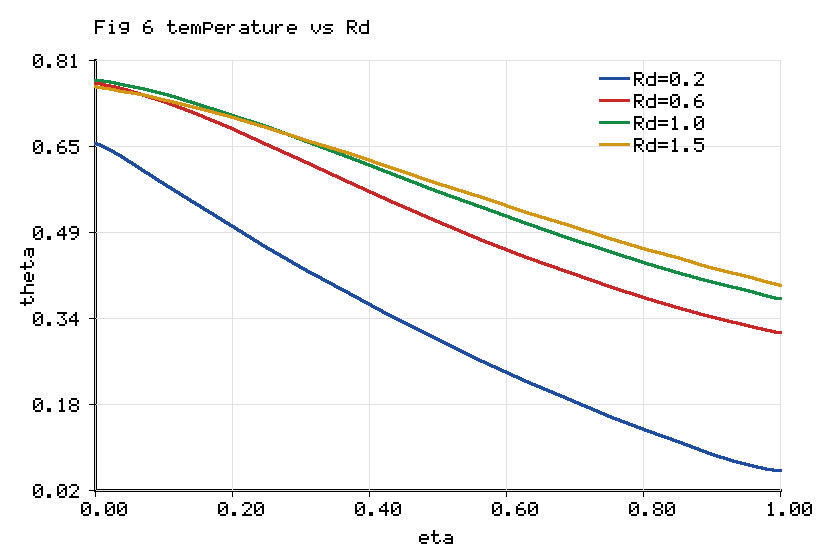 Fig 6 temperature vs Rd
0.81
0.65
0.49
0.34
0.18
0.02
theta
Rd=0.2
Rd=0.6
Rd=1.0
Rd=1.5
0.00 0.20 0.40 0.60 0.80 1.00
eta